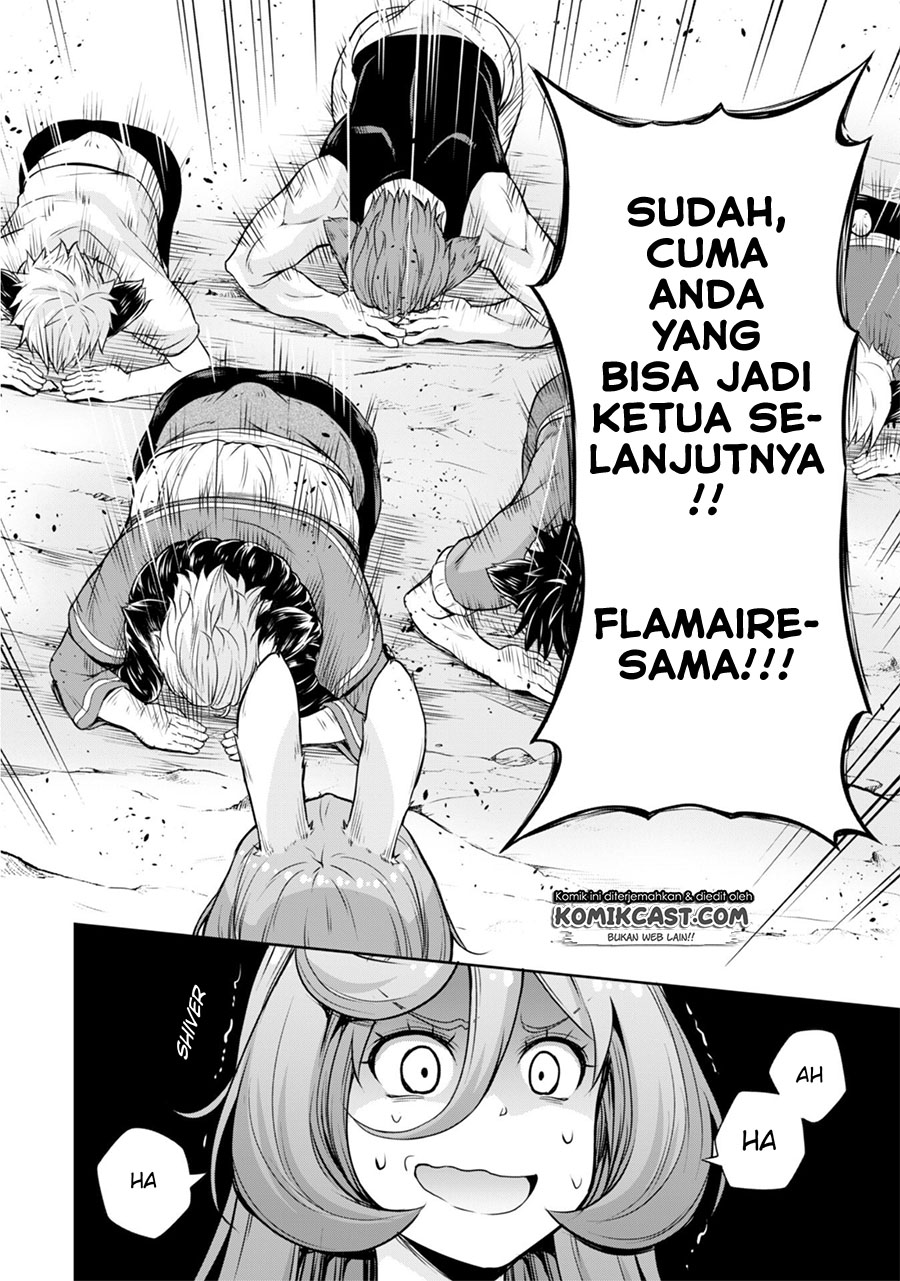 SUDAH,
CUMA
ANDA
YANG
BISA JADI
KETUA SE-
LANJUTNYA
!!
FLAMAIRE-
SAMA!!!
Komik ini diterjemahkan & diedit oleh
KOMIKCAST.COM
BUKAN WEB LAIN!!
SHIVER
AH
HA
HA